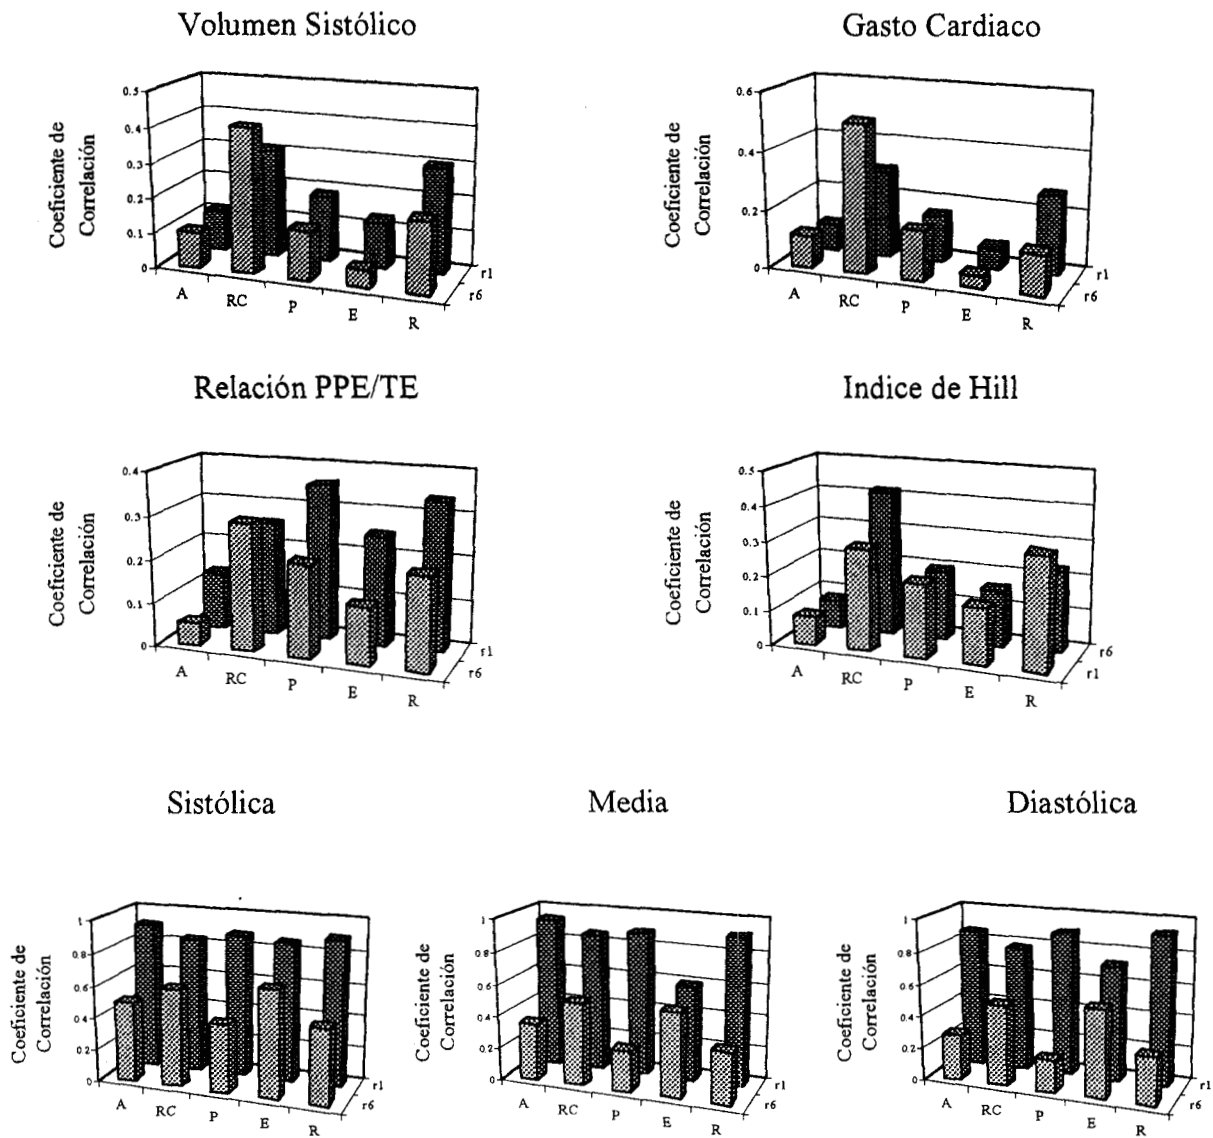 Volumen Sistólico
Coeficiente de
Correlación
0.5
0.4
0.3
0.2
0.1
0
A
RC
P
E
R
r1
r6
Gasto Cardiaco
Coeficiente de
Correlación
0.6
0.4
0.2
0
A
RC
P
E
R
r1
r6
Relación PPE/TE
Coeficiente de
Correlación
0.4
0.3
0.2
0.1
0
A
RC
P
E
R
r1
r6
Indice de Hill
Coeficiente de
Correlación
0.5
0.4
0.3
0.2
0.1
0
A
RC
P
E
R
r6
r1
Sistólica
Coeficiente de
Correlación
1
0.8
0.6
0.4
0.2
0
A
RC
P
E
R
r1
r6
Media
Coeficiente de
Correlación
1
0.8
0.6
0.4
0.2
0
A
RC
P
E
R
r1
r6
Diastólica
Coeficiente de
Correlación
1
0.8
0.6
0.4
0.2
0
A
RC
P
E
R
r1
r6